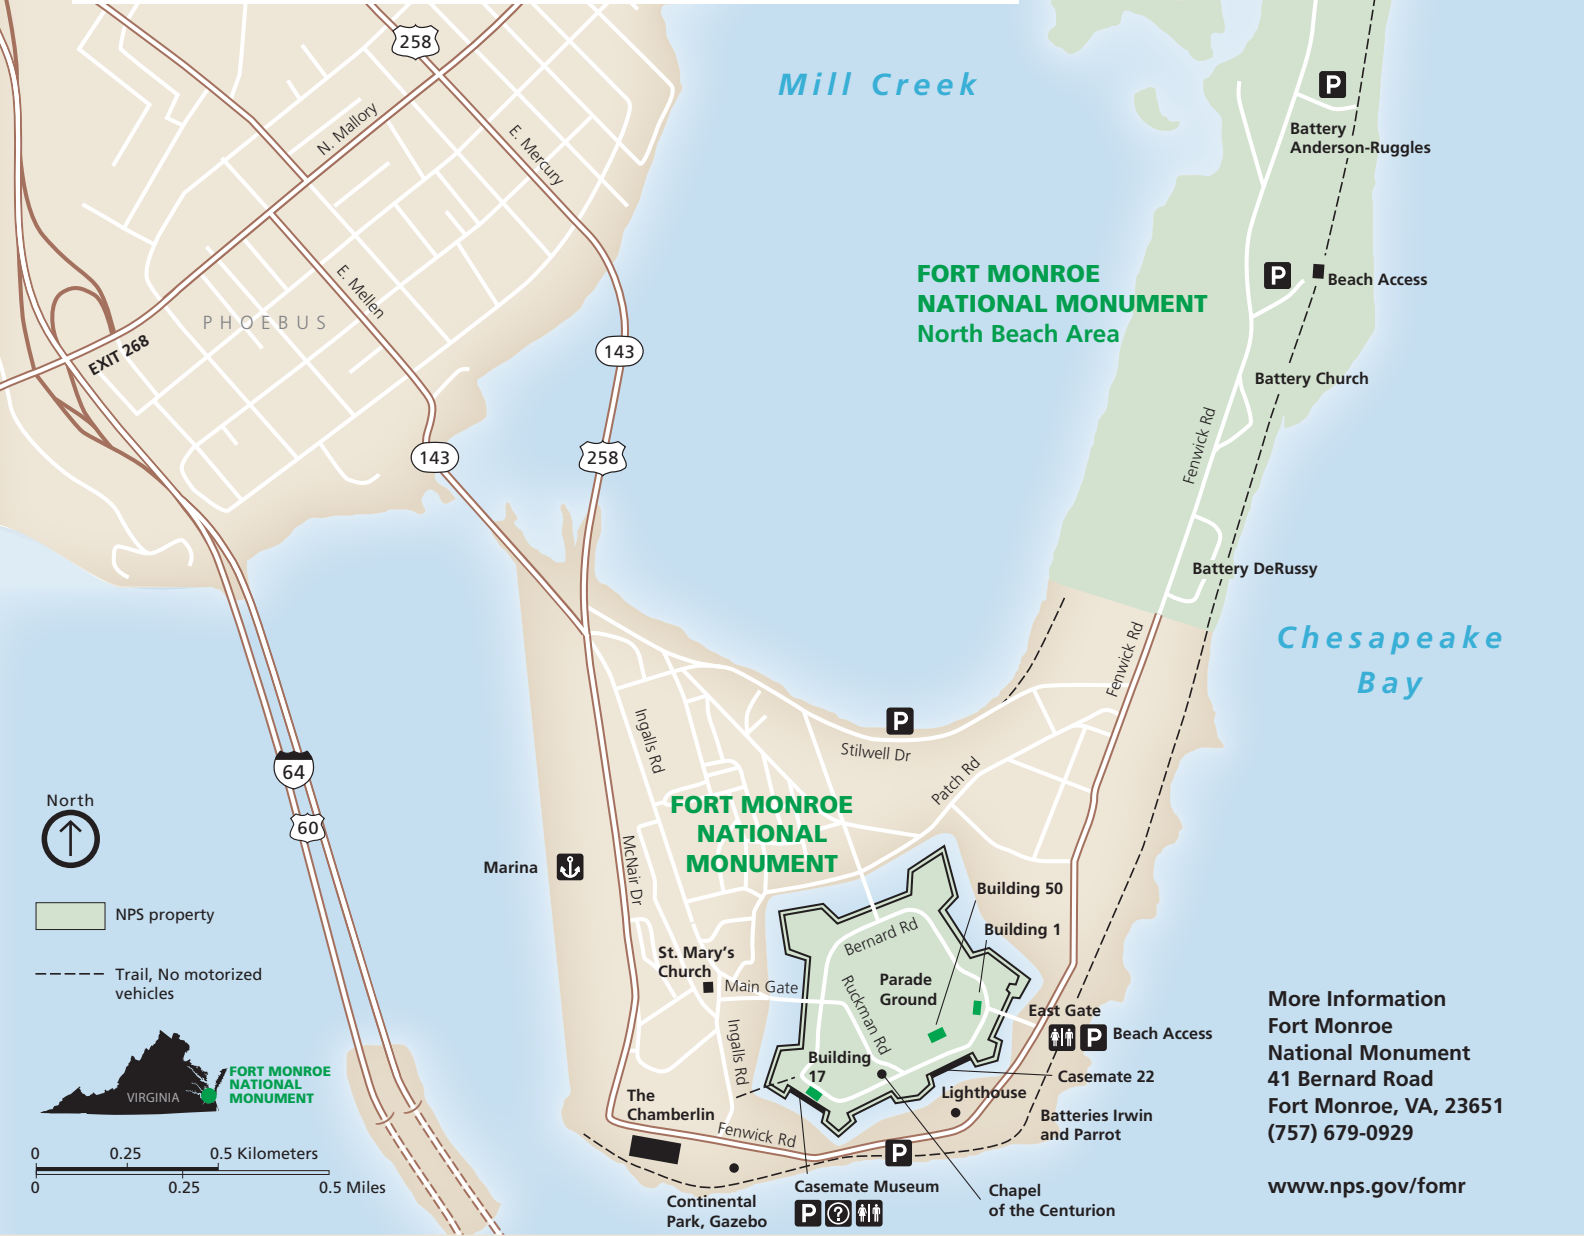 258
Mill Creek
P
N. Mallory
E. Mercury
Battery
Anderson-Ruggles
E. Mellen
FORT MONROE
NATIONAL MONUMENT
North Beach Area
P
Beach Access
PHOEBUS
EXIT 268
143
Battery Church
Fenwick Rd
143
258
Battery DeRussy
Chesapeake
Bay
Fenwick Rd
Ingalls Rd
P
Stilwell Dr
Patch Rd
64
60
North
FORT MONROE
NATIONAL
MONUMENT
McNair Dr
Marina
Building 50
NPS property
Bernard Rd
Building 1
St. Mary's
Church
Main Gate
Parade
Ground
Ruckman Rd
Trail, No motorized
vehicles
East Gate
P
Beach Access
Ingalls Rd
Building
17
Casemate 22
Lighthouse
Batteries Irwin
and Parrot
The
Chamberlin
Fenwick Rd
P
VIRGINIA
FORT MONROE
NATIONAL
MONUMENT
0 0.25 0.5 Kilometers
0 0.25 0.5 Miles
Continental
Park, Gazebo
Casemate Museum
P ?
Chapel
of the Centurion
More Information
Fort Monroe
National Monument
41 Bernard Road
Fort Monroe, VA, 23651
(757) 679-0929
www.nps.gov/fomr